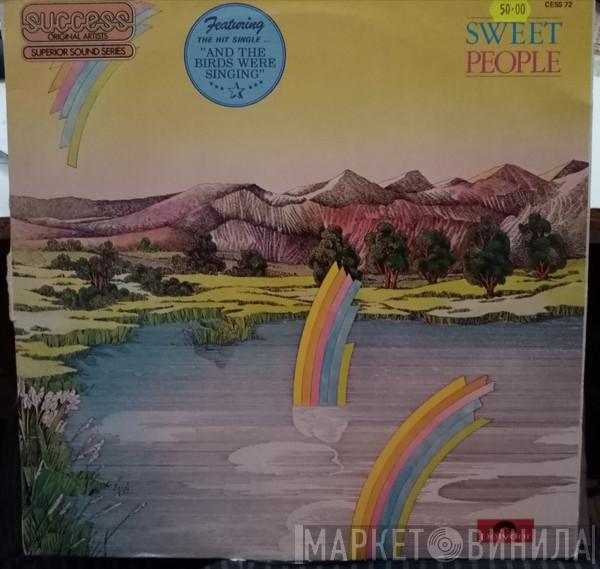 success
ORIGINAL ARTISTS
SUPERIOR SOUND SERIES
Featuring
THE HIT SINGLE ...
"AND THE
BIRDS WERE
SINGING"
50·00
CESS 72
SWEET
PEOPLE
polydor
МАРКЕТ ВИНИЛА